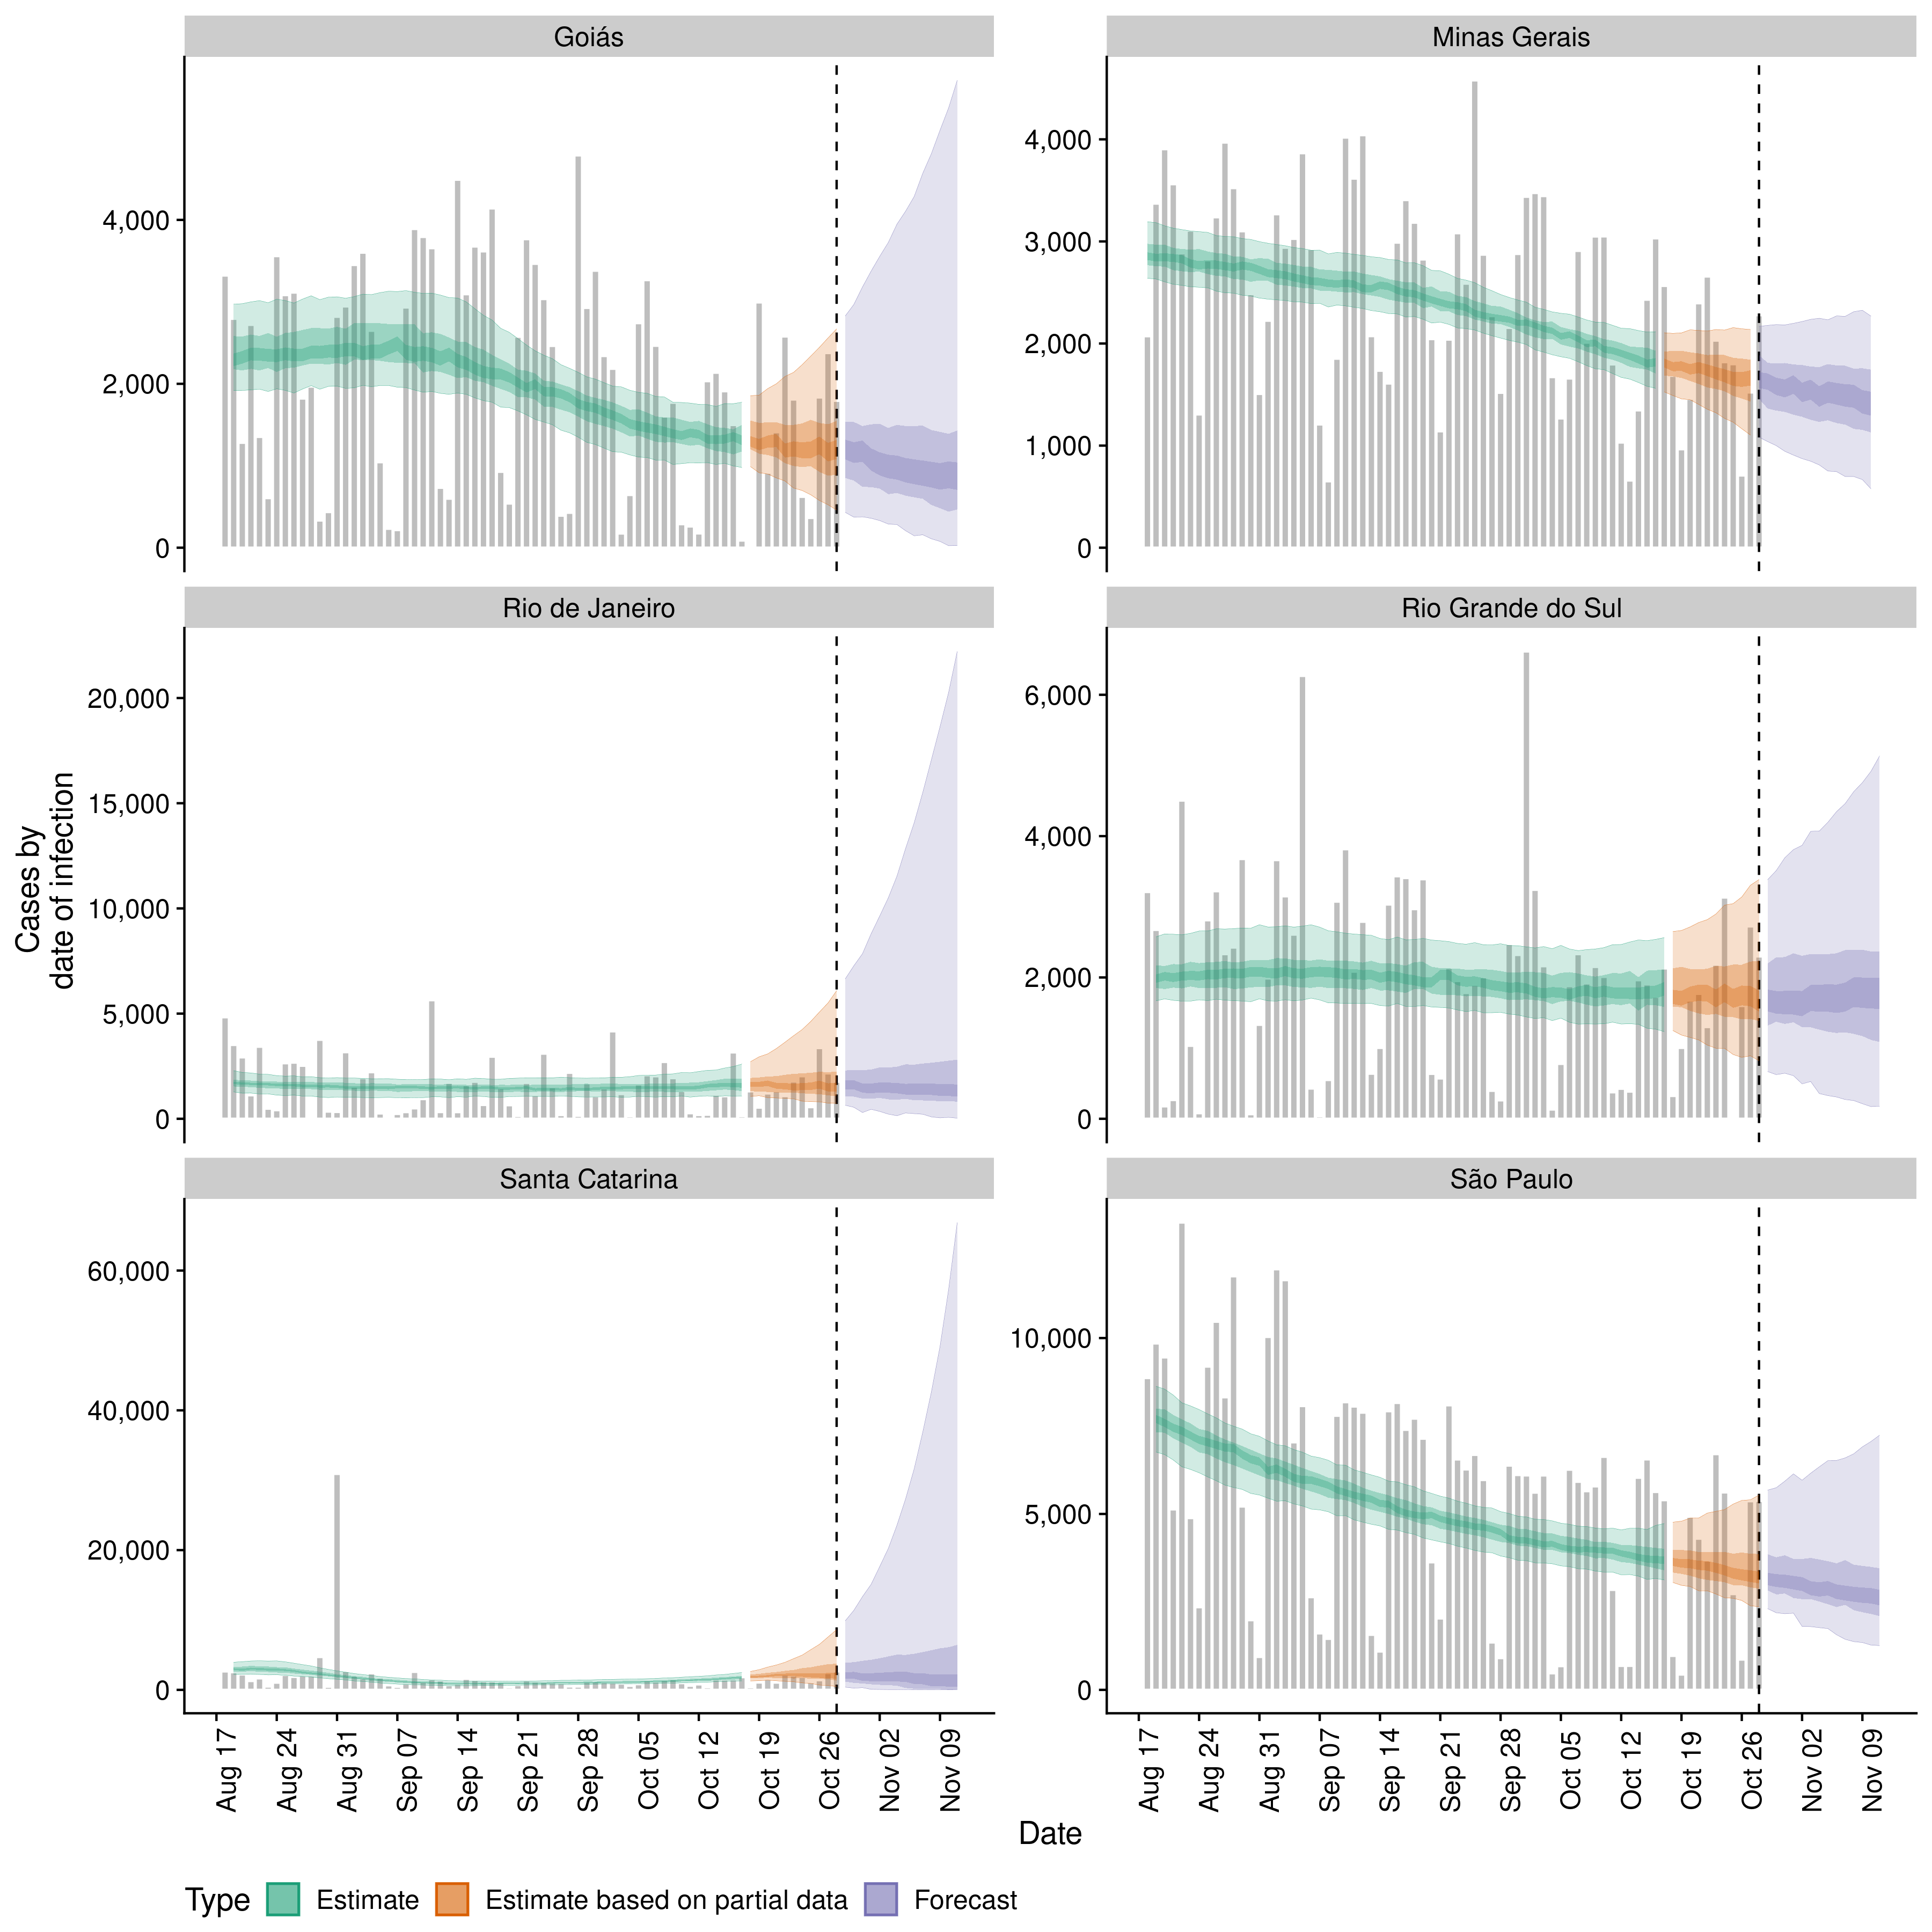 Goiás
Minas Gerais
4,000
2,000
0
4,000
3,000
2,000
1,000
0
Rio de Janeiro
Rio Grande do Sul
20,000
15,000
10,000
5,000
0
6,000
4,000
2,000
0
Cases by
date of infection
Santa Catarina
São Paulo
60,000
40,000
20,000
0
10,000
5,000
0
Aug 17
Aug 24
Aug 31
Sep 07
Sep 14
Sep 21
Sep 28
Oct 05
Oct 12
Oct 19
Oct 26
Nov 02
Nov 09
Aug 17
Aug 24
Aug 31
Sep 07
Sep 14
Sep 21
Sep 28
Oct 05
Oct 12
Oct 19
Oct 26
Nov 02
Nov 09
Date
Type Estimate Estimate based on partial data Forecast